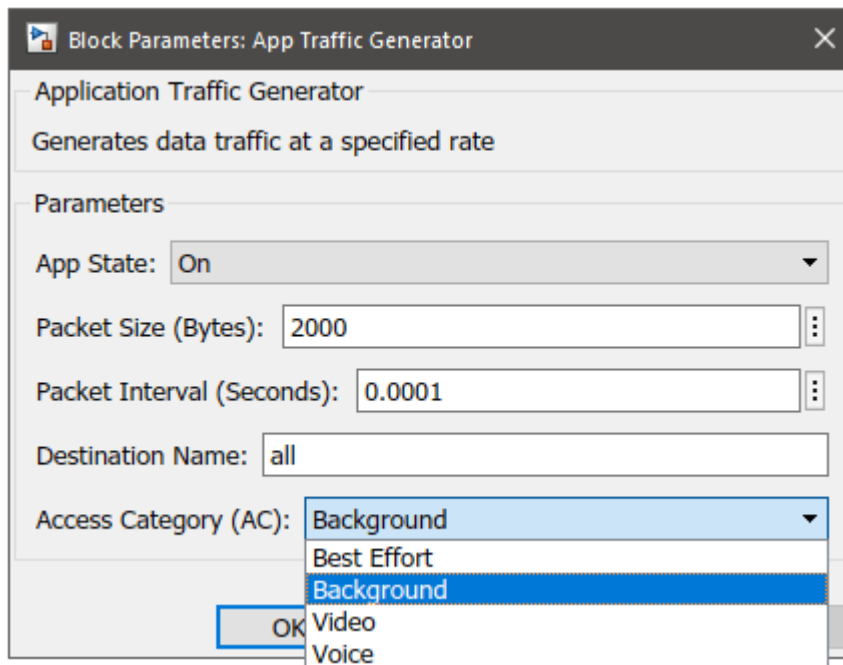 Block Parameters: App Traffic Generator
Application Traffic Generator
Generates data traffic at a specified rate
Parameters
App State: On
Packet Size (Bytes): 2000
Packet Interval (Seconds): 0.0001
Destination Name: all
Access Category (AC): Background
Best Effort
Background
Video
OK
Voice